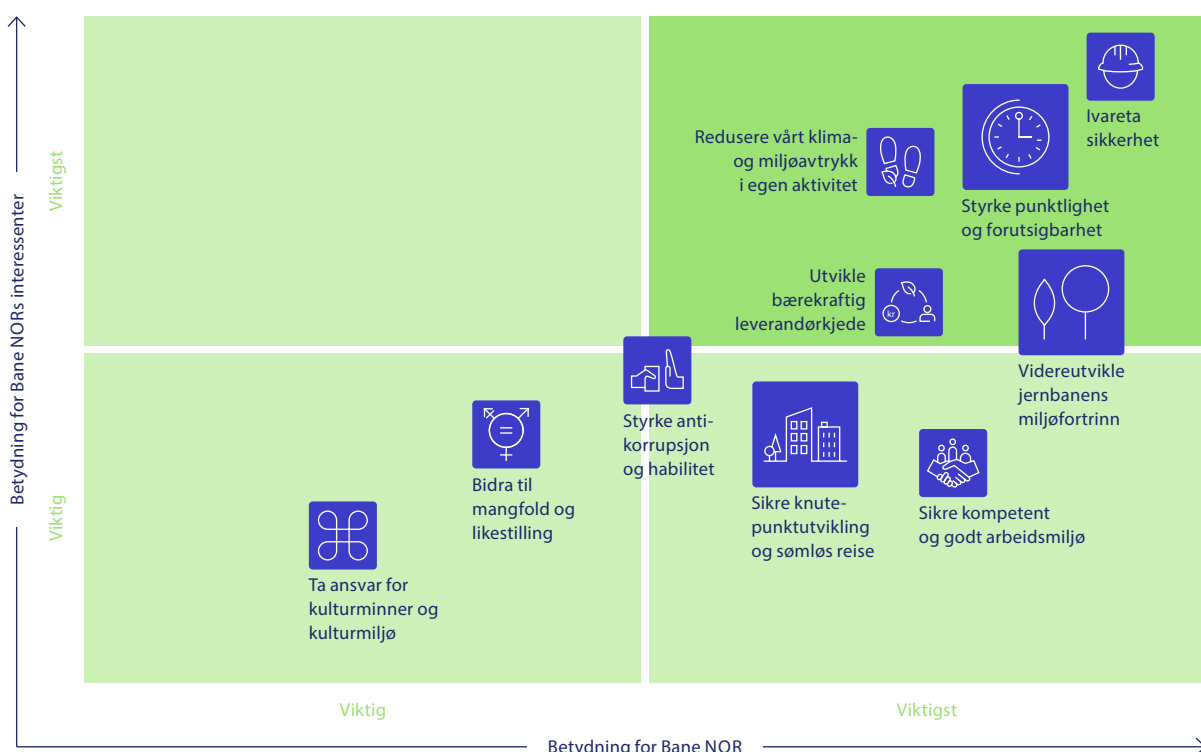 Betydning for Bane NORs interessenter
Viktigst
Viktig
Ivareta
sikkerhet
Redusere vårt klima-
og miljøavtrykk
i egen aktivitet
Styrke punktlighet
og forutsigbarhet
Utvikle
bærekraftig
leverandørkjede
kr
Videreutvikle
jernbanens
miljøfortrinn
Styrke anti-
korrupsjon
og habilitet
Bidra til
mangfold og
likestilling
Sikre knute-
punktutvikling
og sømløs reise
Sikre kompetent
og godt arbeidsmiljø
Ta ansvar for
kulturminner og
kulturmiljø
Viktig
Viktigst
Betydning for Bane NOR